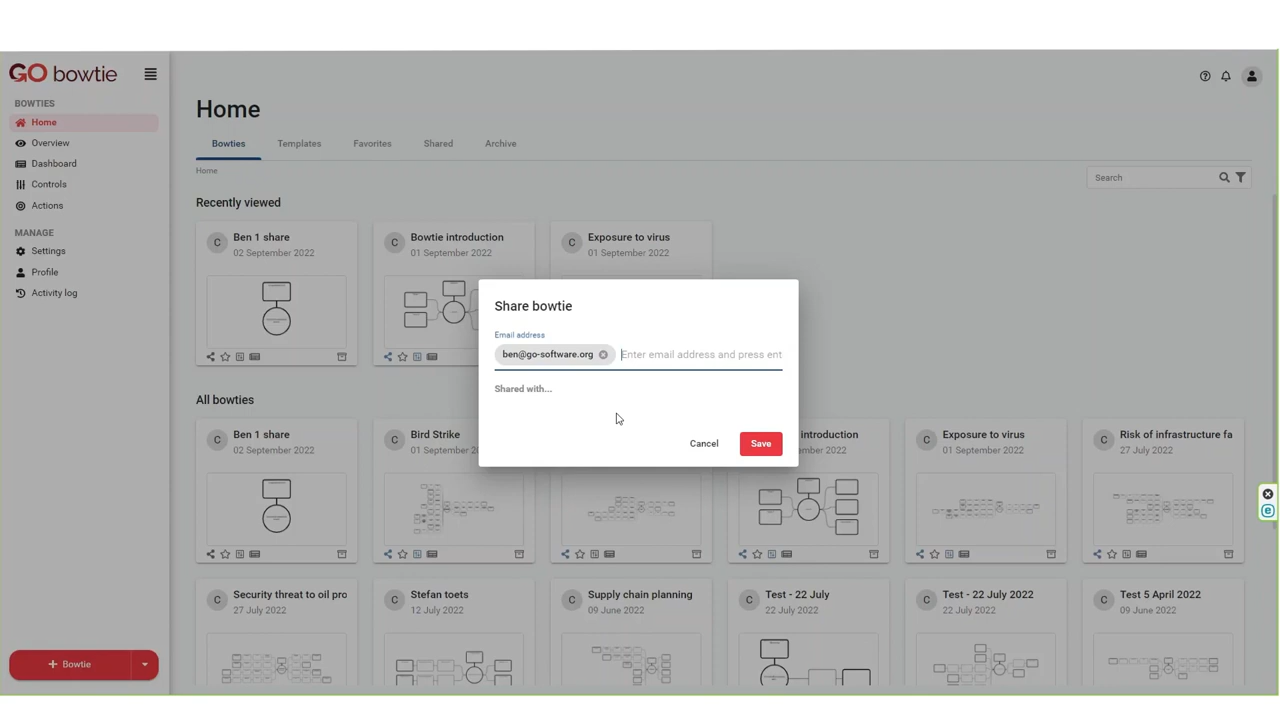 GO bowtie
BOWTIES
Home
Overview
Dashboard
Controls
Actions
MANAGE
Settings
Profile
Activity log
+ Bowtie
Home
Bowties
Templates
Favorites
Shared
Archive
Home
Search
Recently viewed
C
Ben 1 share
02 September 2022
C
Bowtie introduction
01 September 2022
C
Exposure to virus
01 September 2022
Share bowtie
Email address
ben@go-software.org
Enter email address and press ent
Shared with...
Cancel
Save
All bowties
C
Ben 1 share
02 September 2022
C
Bird Strike
01 September 20
introduction
ember 2022
C
Exposure to virus
01 September 2022
C
Risk of infrastructure fa
27 July 2022
C
Security threat to oil pro
27 July 2022
C
Stefan toets
12 July 2022
C
Supply chain planning
09 June 2022
C
Test - 22 July
22 July 2022
C
Test - 22 July 2022
22 July 2022
C
Test 5 April 2022
09 June 2022